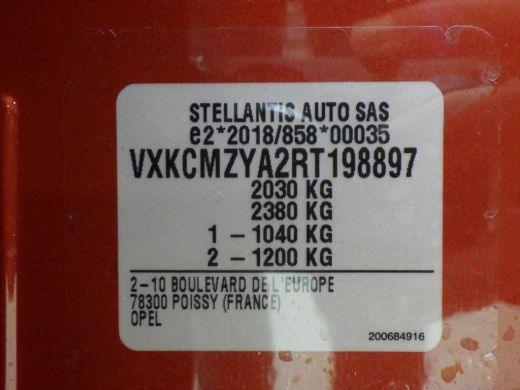 STELLANTIS AUTO SAS
e2*2018/858*00035
VXKCMZYA2RT198897
2030 KG
2380 KG
1 – 1040 KG
2 – 1200 KG
2 – 10 BOULEVARD DE L'EUROPE
78300 POISSY (FRANCE)
OPEL
200684916